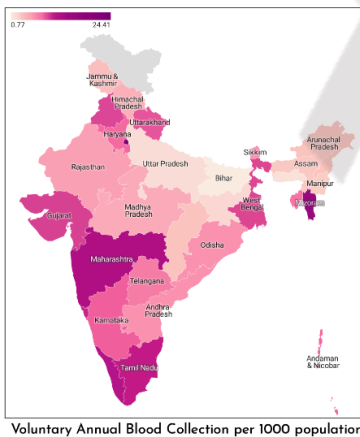 0.77
24.41
Jammu &
Kashmir
Himachal
Pradesh
Uttarakhand
Haryana
Arunachal
Pradesh
Sikkim
Rajasthan
Uttar Pradesh
Assam
Bihar
Manipur
West
Bengal
Mizoram
Gujarat
Madhya
Pradesh
Odisha
Maharashtra
Telangana
Andhra
Pradesh
Karnataka
Andaman
& Nicobar
Tamil Nadu
Voluntary Annual Blood Collection per 1000 population